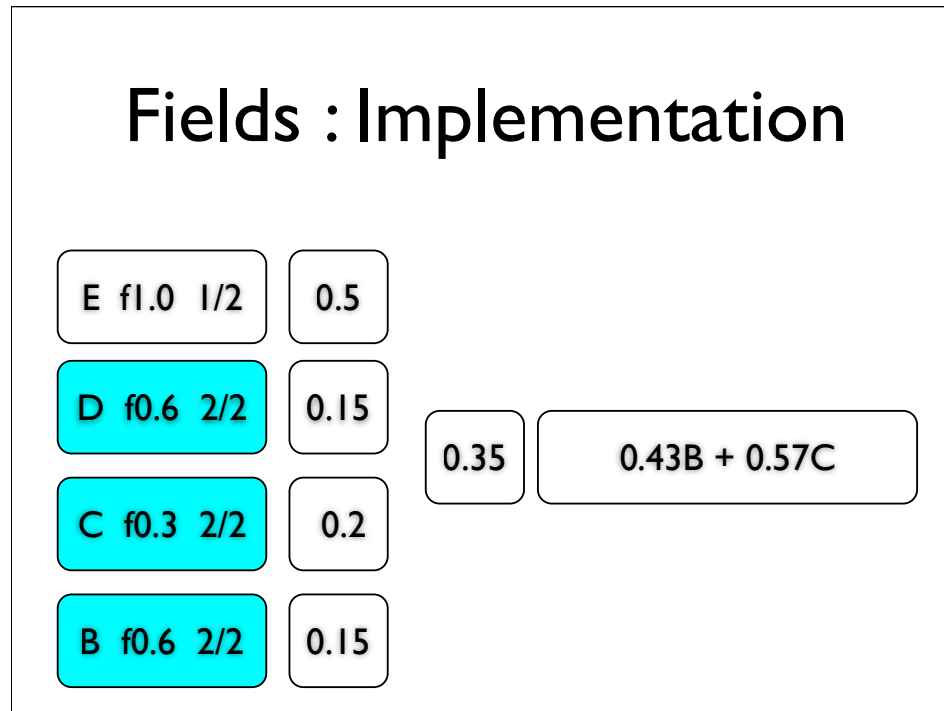 Fields : Implementation
E f1.0 1/2 0.5
D f0.6 2/2 0.15
0.35 0.43B + 0.57C
C f0.3 2/2 0.2
B f0.6 2/2 0.15